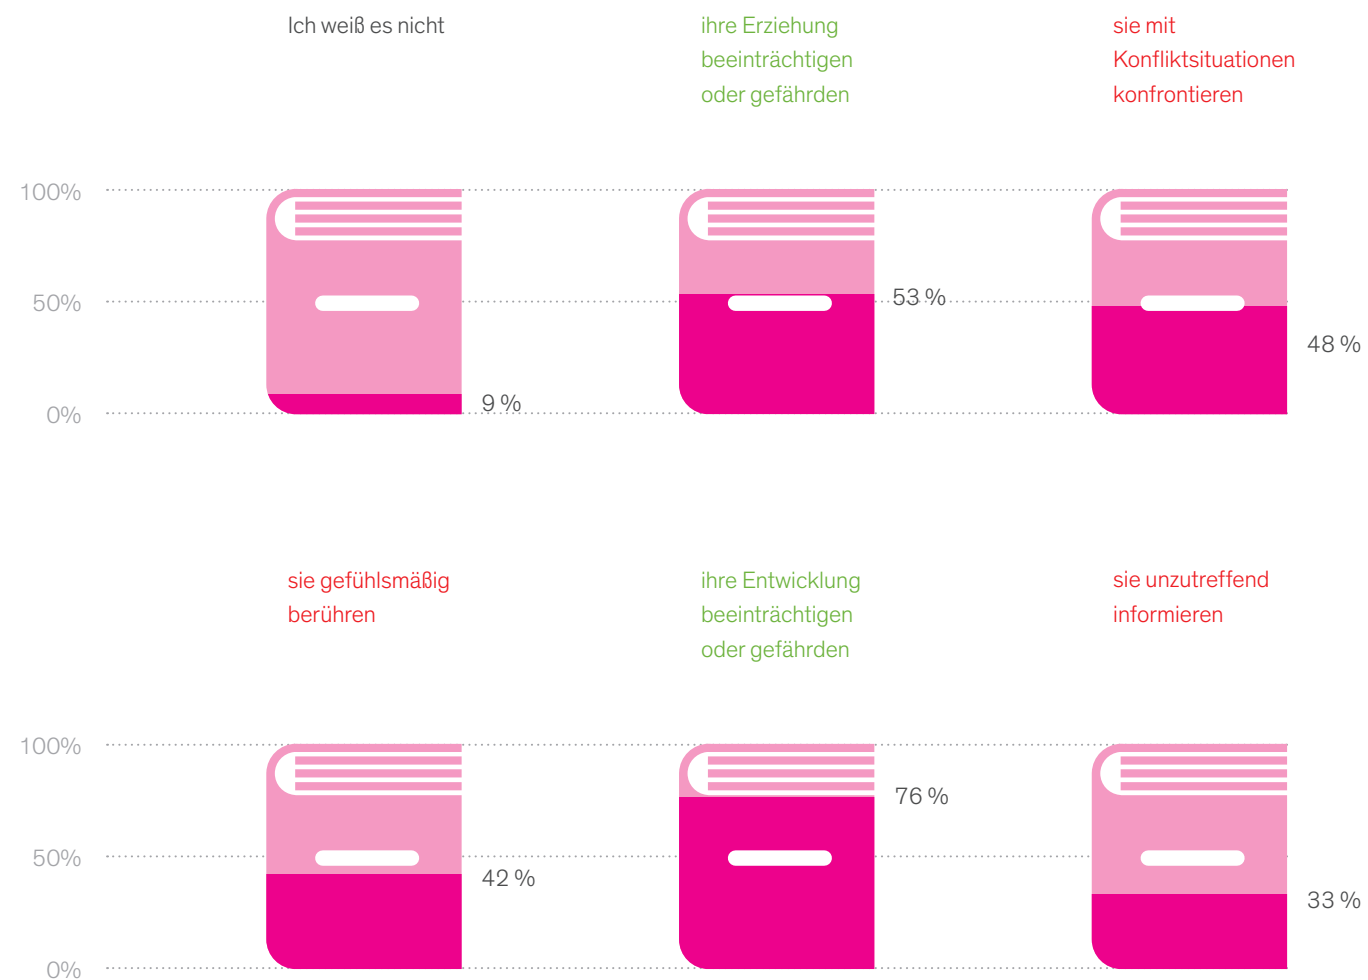 Ich weiß es nicht
ihre Erziehung
beeinträchtigen
oder gefährden
sie mit
Konfliktsituationen
konfrontieren
100%
50%
0%
9 %
53 %
48 %
sie gefühlsmäßig
berühren
ihre Entwicklung
beeinträchtigen
oder gefährden
sie unzutreffend
informieren
100%
50%
0%
42 %
76 %
33 %